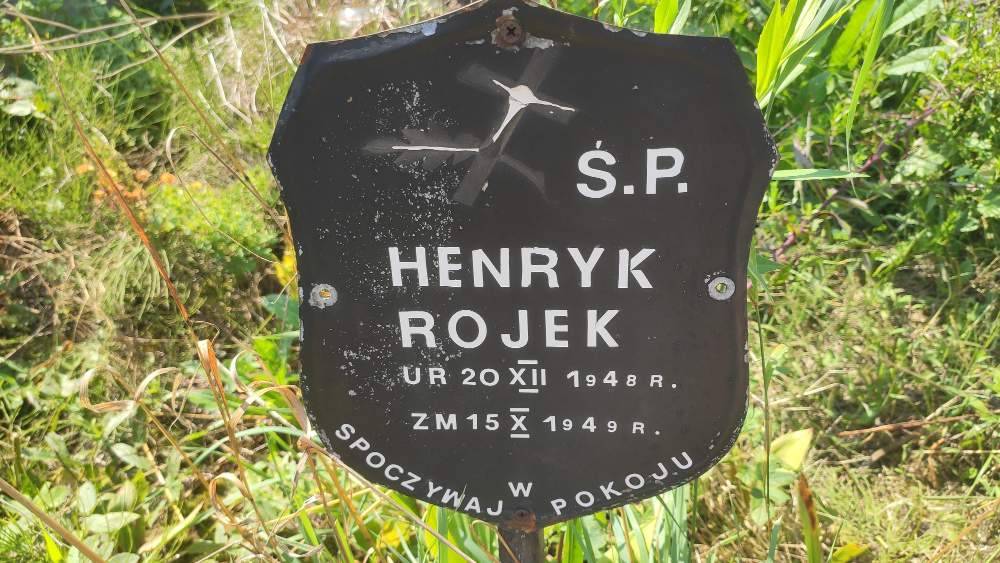 Ś.P.
HENRYK
ROJEK
UR 20 XII 1948 R.
ZM 15 X 1949 R.
SPOCZYWAJ W POKOJU